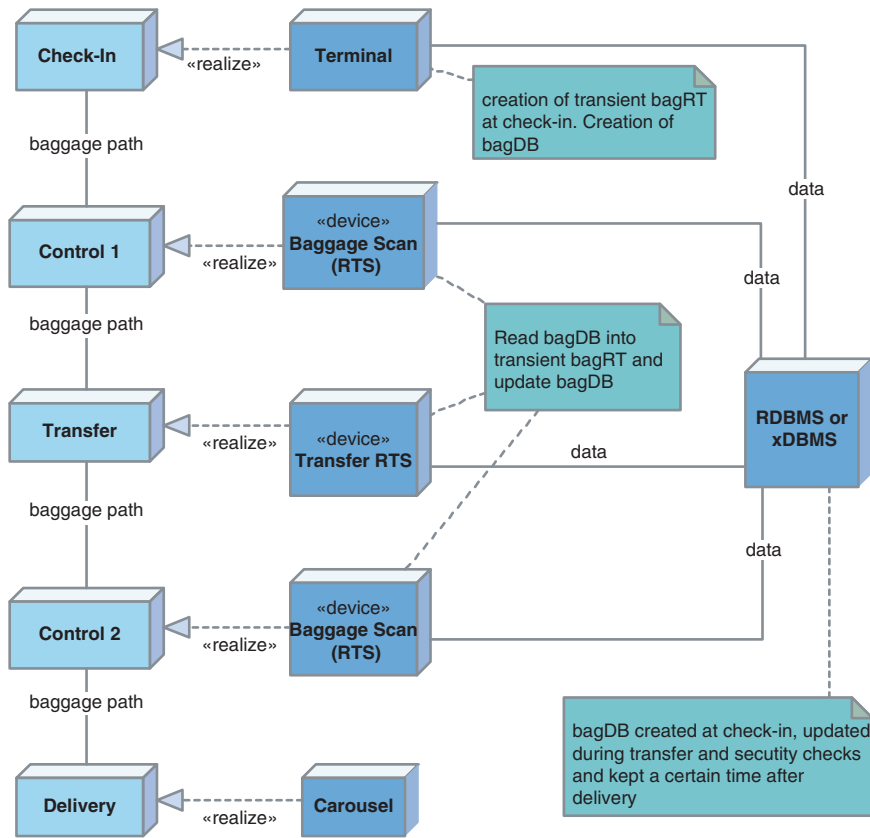 Check-In
«realize»
Terminal
creation of transient bagRT
at check-in. Creation of
bagDB
baggage path
data
Control 1
«realize»
«device»
Baggage Scan
(RTS)
data
baggage path
Read bagDB into
transient bagRT and
update bagDB
Transfer
«realize»
«device»
Transfer RTS
data
RDBMS or
xDBMS
baggage path
data
Control 2
«realize»
«device»
Baggage Scan
(RTS)
baggage path
bagDB created at check-in, updated
during transfer and secutity checks
and kept a certain time after
delivery
Delivery
«realize»
Carousel